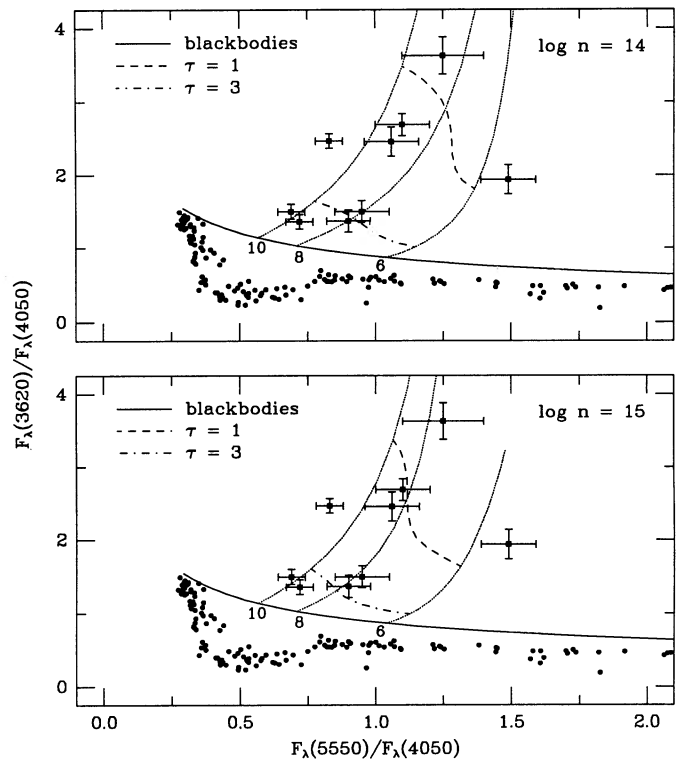 4
blackbodies
τ = 1
τ = 3
log n = 14
2
10
8
6
0
F_λ(3620)/F_λ(4050)
4
blackbodies
τ = 1
τ = 3
log n = 15
2
10
8
6
0
0.0 0.5 1.0 1.5 2.0
F_λ(5550)/F_λ(4050)